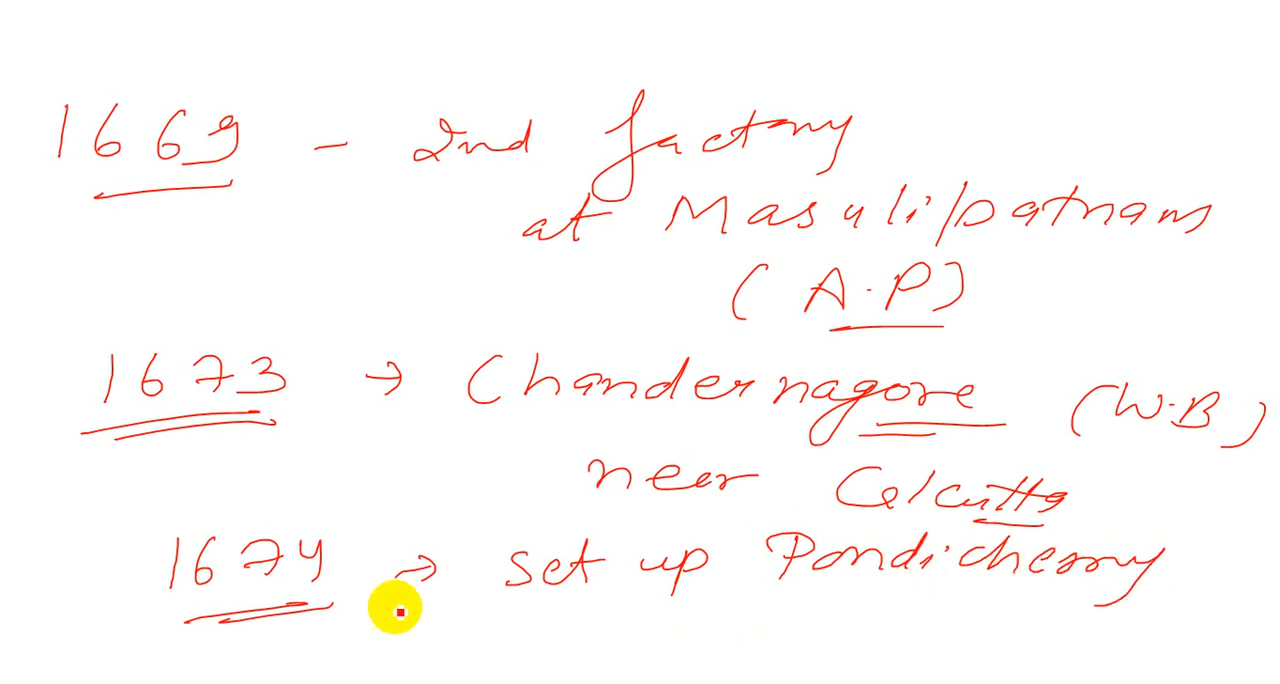 1669 - 2nd factory
at Masulipatnam
(A.P)
1673 → Chandernagore (W.B)
near Calcutta
1674 → set up Pondicherry